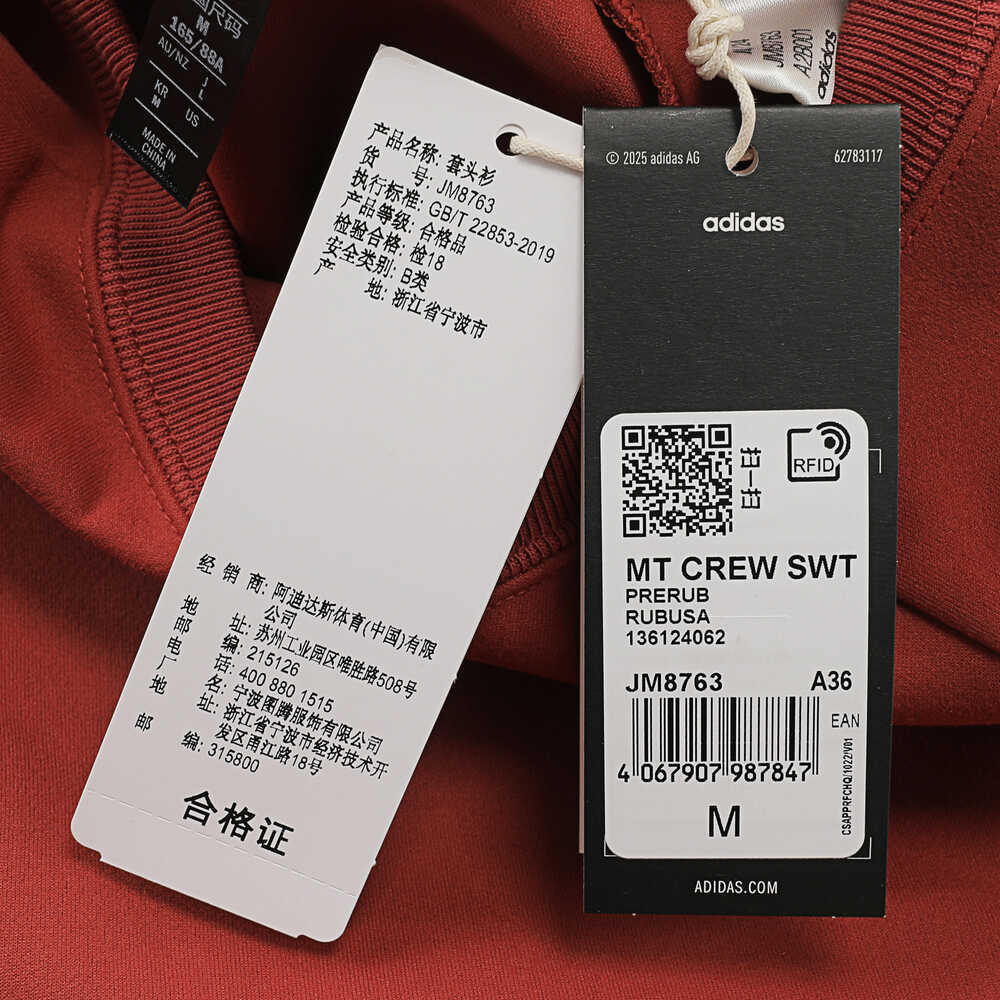 国尺码
M
165/88A
AU/NZ
L
KR
M
US
MADE IN
CHINA
JM8763
A2B001
adidas
产品名称: 套头衫
货 号: JM8763
执行标准: GB/T 22853-2019
产品等级: 合格品
检验合格: 检18
安全类别: B类
产 地: 浙江省宁波市
经 销 商: 阿迪达斯体育(中国)有限
公司
地 址: 苏州工业园区唯胜路508号
邮 编: 215126
电 话: 400 880 1515
厂 名: 宁波图腾服饰有限公司
地 址: 浙江省宁波市经济技术开
发区甬江路18号
邮 编: 315800
合格证
© 2025 adidas AG
62783117
adidas
RFID
MT CREW SWT
PRERUB
RUBUSA
136124062
JM8763 A36
EAN
4 067907 987847
CSAPPRFCHQ/1022/V01
M
ADIDAS.COM